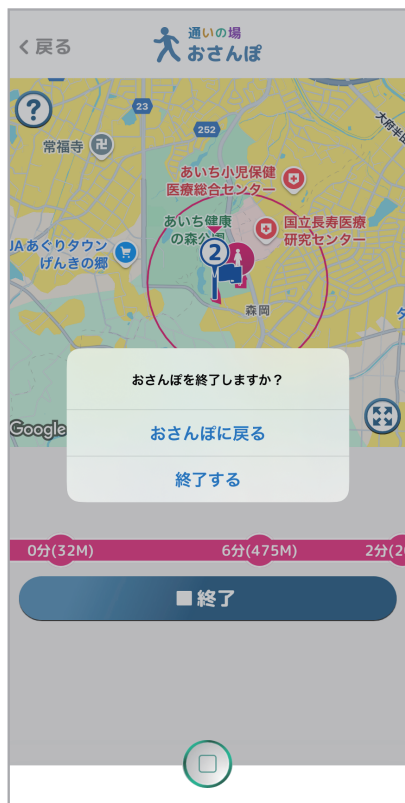 戻る
通いの場
おさんぽ
?
23
252
常福寺
あいち小児保健
医療総合センター
あいち健康
の森公園
国立長寿医療
研究センター
JAあぐりタウン
げんきの郷
2
森岡
おさんぽを終了しますか?
おさんぽに戻る
終了する
Google
0分(32M)
6分(475M)
2分(2
終了